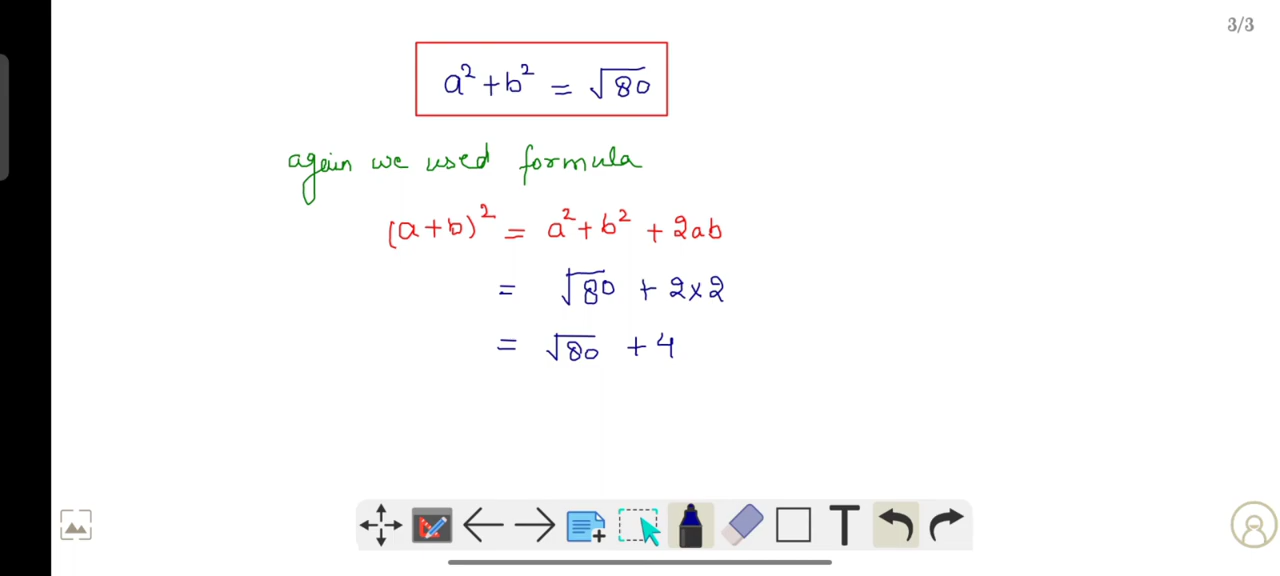 3/3
a² + b² = √80
again we used formula
(a+b)² = a² + b² + 2ab
= √80 + 2×2
= √80 + 4
T